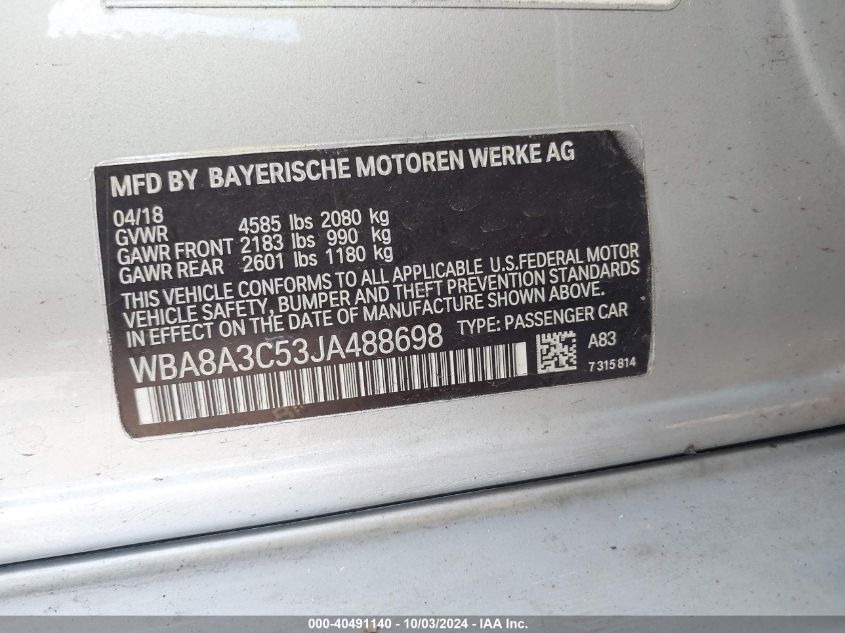 MFD BY BAYERISCHE MOTOREN WERKE AG
04/18
GVWR 4585 lbs 2080 kg
GAWR FRONT 2183 lbs 990 kg
GAWR REAR 2601 lbs 1180 kg
THIS VEHICLE CONFORMS TO ALL APPLICABLE U.S.FEDERAL MOTOR
VEHICLE SAFETY, BUMPER AND THEFT PREVENTION STANDARDS
IN EFFECT ON THE DATE OF MANUFACTURE SHOWN ABOVE.
WBA8A3C53JA488698 TYPE: PASSENGER CAR
A83
7 315 814
000-40491140 - 10/03/2024 - IAA Inc.